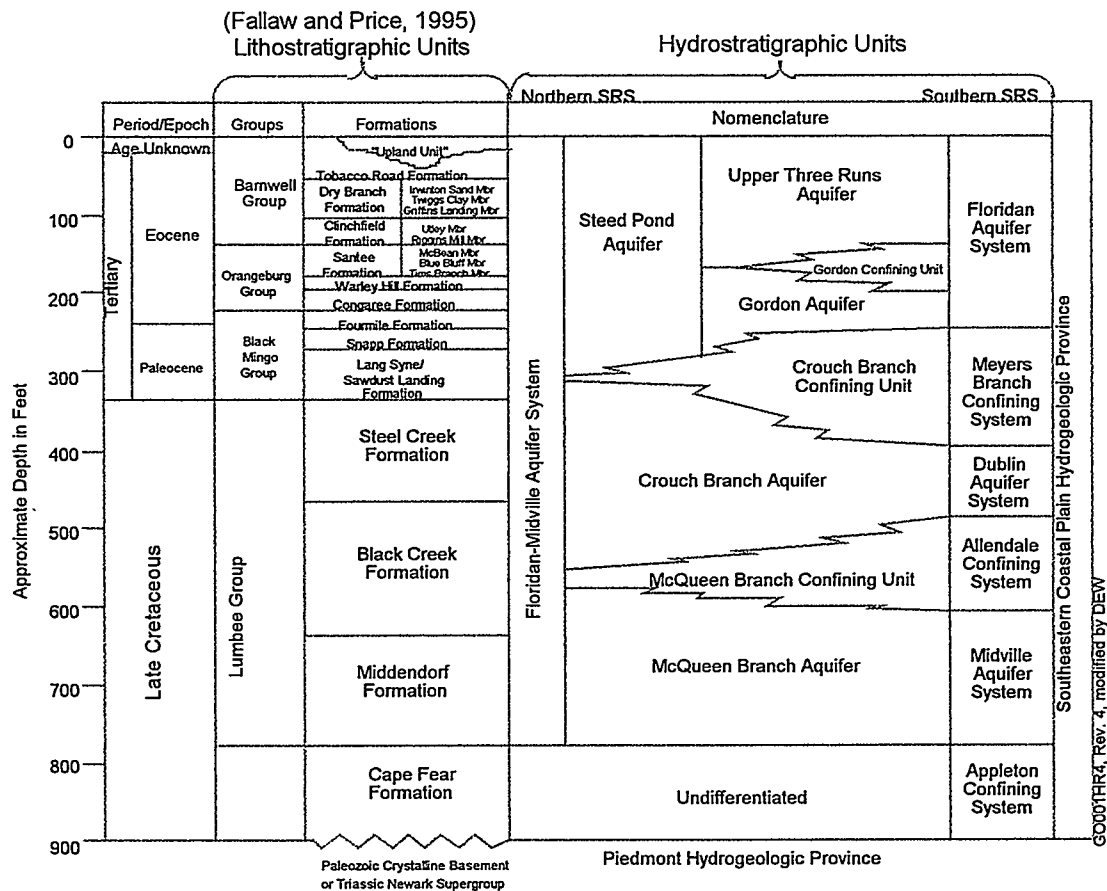 (Fallaw and Price, 1995)
Lithostratigraphic Units
Hydrostratigraphic Units
Northern SRS
Southern SRS
Period/Epoch
Groups
Formations
Nomenclature
Approximate Depth in Feet
0
100
200
300
400
500
600
700
800
900
Age Unknown
Tertiary
Eocene
Paleocene
Late Cretaceous
Barnwell
Group
Orangeburg
Group
Black
Mingo
Group
Lumbee Group
"Upland Unit"
Tobacco Road Formation
Dry Branch
Formation
Irwinton Sand Mbr
Twiggs Clay Mbr
Griffins Landing Mbr
Clinchfield
Formation
Utley Mbr
Riggins Mill Mbr
Santee
Formation
McBean Mbr
Blue Bluff Mbr
Tims Branch Mbr
Warley Hill Formation
Congaree Formation
Fourmile Formation
Snapp Formation
Lang Syne/
Sawdust Landing
Formation
Steel Creek
Formation
Black Creek
Formation
Middendorf
Formation
Cape Fear
Formation
Paleozoic Crystalline Basement
or Triassic Newark Supergroup
Floridan-Midville Aquifer System
Steed Pond
Aquifer
Upper Three Runs
Aquifer
Gordon Confining Unit
Gordon Aquifer
Crouch Branch
Confining Unit
Crouch Branch Aquifer
McQueen Branch Confining Unit
McQueen Branch Aquifer
Undifferentiated
Floridan
Aquifer
System
Meyers
Branch
Confining
System
Dublin
Aquifer
System
Allendale
Confining
System
Midville
Aquifer
System
Appleton
Confining
System
Piedmont Hydrogeologic Province
Southeastern Coastal Plain Hydrogeologic Province
GO001HR4, Rev. 4, modified by DEW